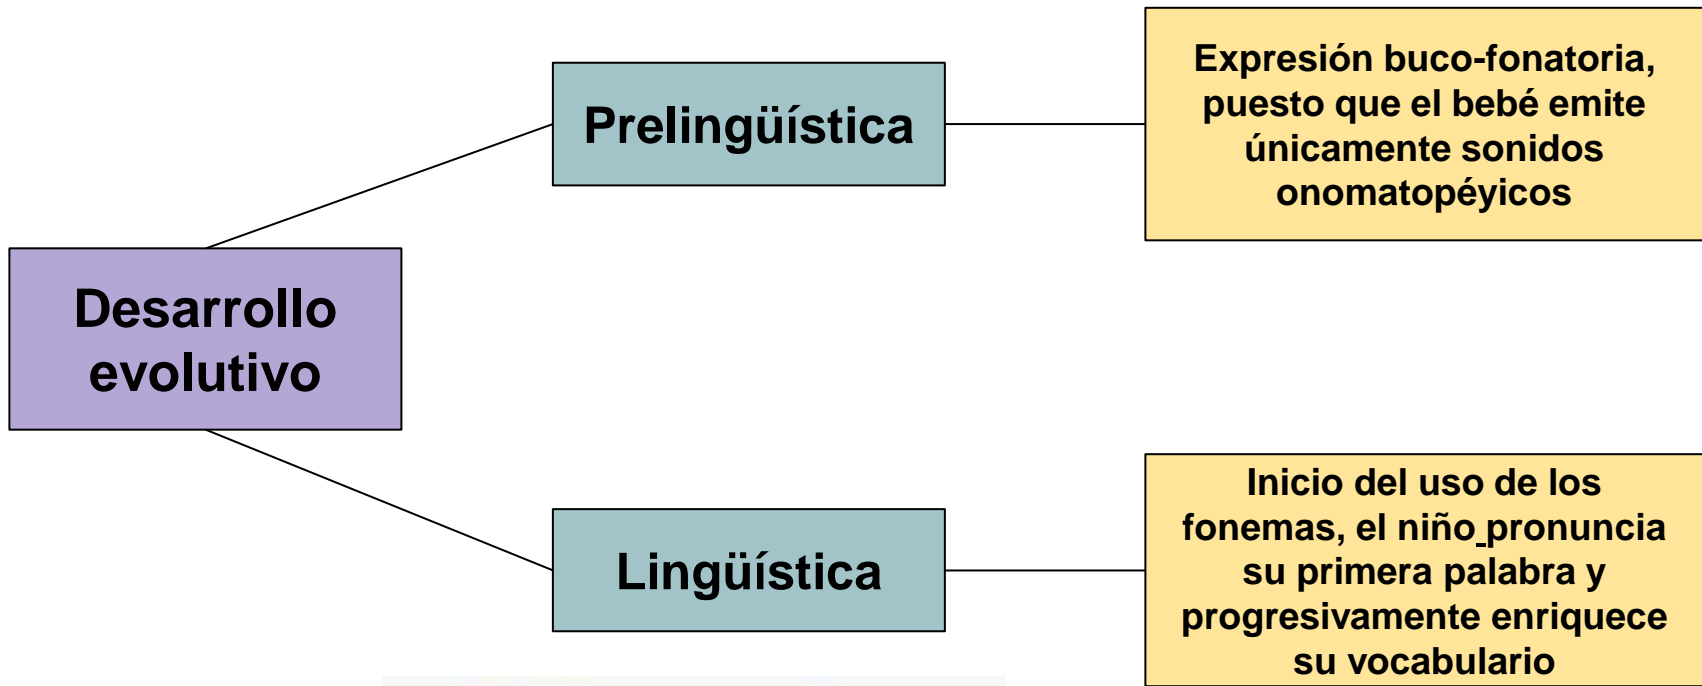 Expresión buco-fonatoria,
puesto que el bebé emite
únicamente sonidos
onomatopéyicos
Prelingüística
Desarrollo
evolutivo
Lingüística
Inicio del uso de los
fonemas, el niño pronuncia
su primera palabra y
progresivamente enriquece
su vocabulario